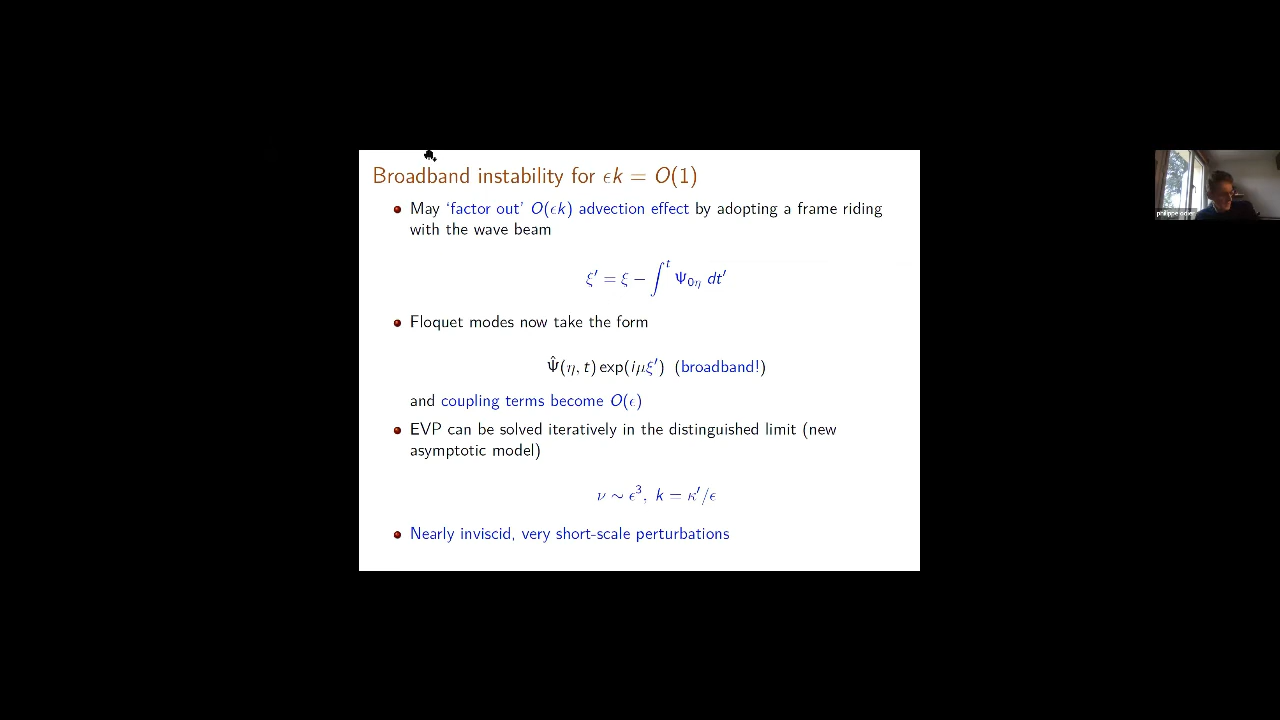 Broadband instability for ϵk = O(1)
May ‘factor out’ O(ϵk) advection effect by adopting a frame riding
with the wave beam
ξ′ = ξ − ∫^t Ψ_{0η} dt′
Floquet modes now take the form
Ψ̂(η, t) exp(iμξ′) (broadband!)
and coupling terms become O(ϵ)
EVP can be solved iteratively in the distinguished limit (new
asymptotic model)
ν ∼ ϵ³, k = κ′/ϵ
Nearly inviscid, very short-scale perturbations
philippe odier